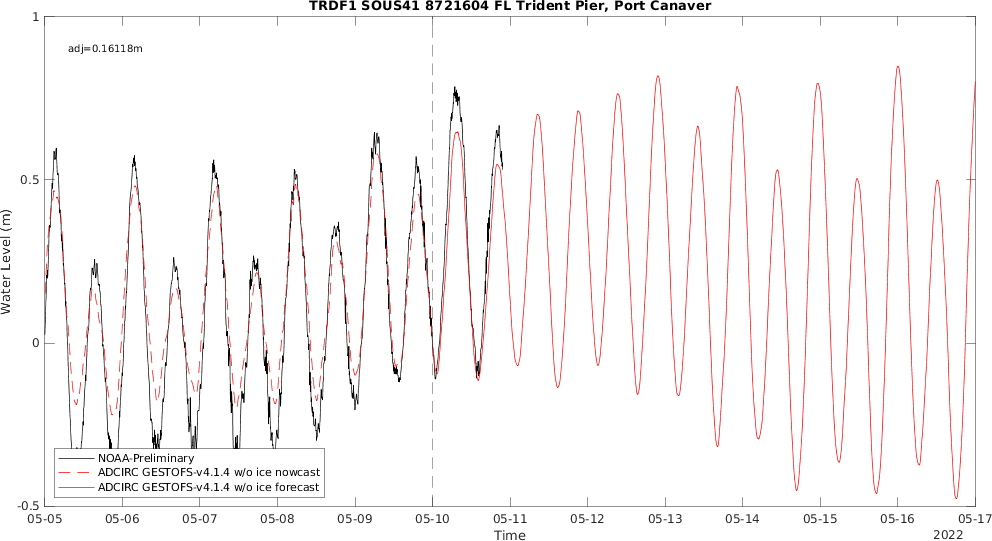 TRDF1 SOUS41 8721604 FL Trident Pier, Port Canaver
adj=0.16118m
1
0.5
0
-0.5
Water Level (m)
NOAA-Preliminary
ADCIRC GESTOFS-v4.1.4 w/o ice nowcast
ADCIRC GESTOFS-v4.1.4 w/o ice forecast
05-05 05-06 05-07 05-08 05-09 05-10 05-11 05-12 05-13 05-14 05-15 05-16 05-17
Time
2022